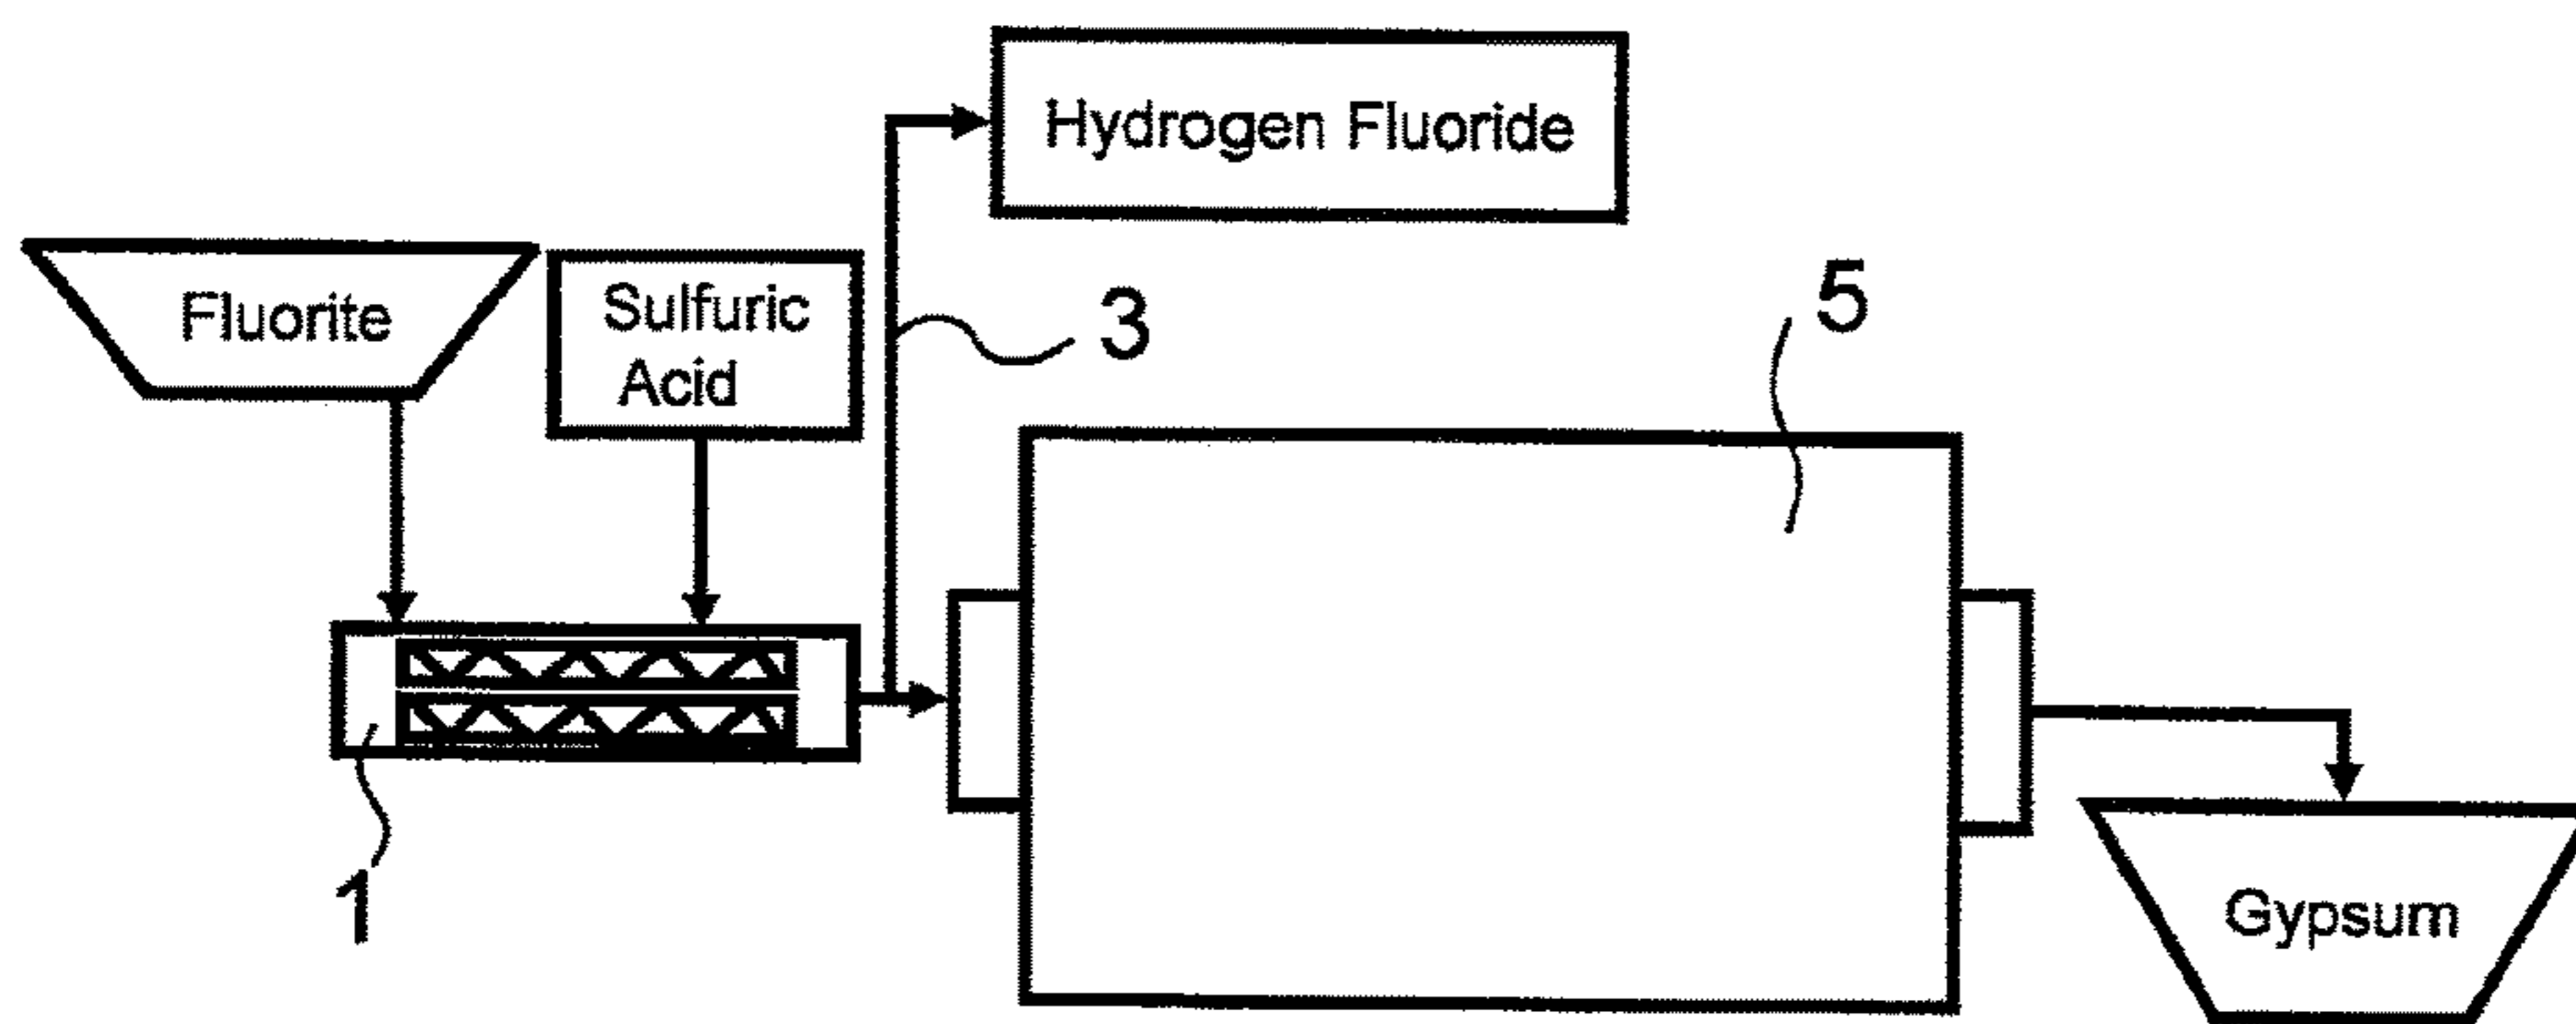 Hydrogen Fluoride
Fluorite
Sulfuric
Acid
3
5
1
Gypsum